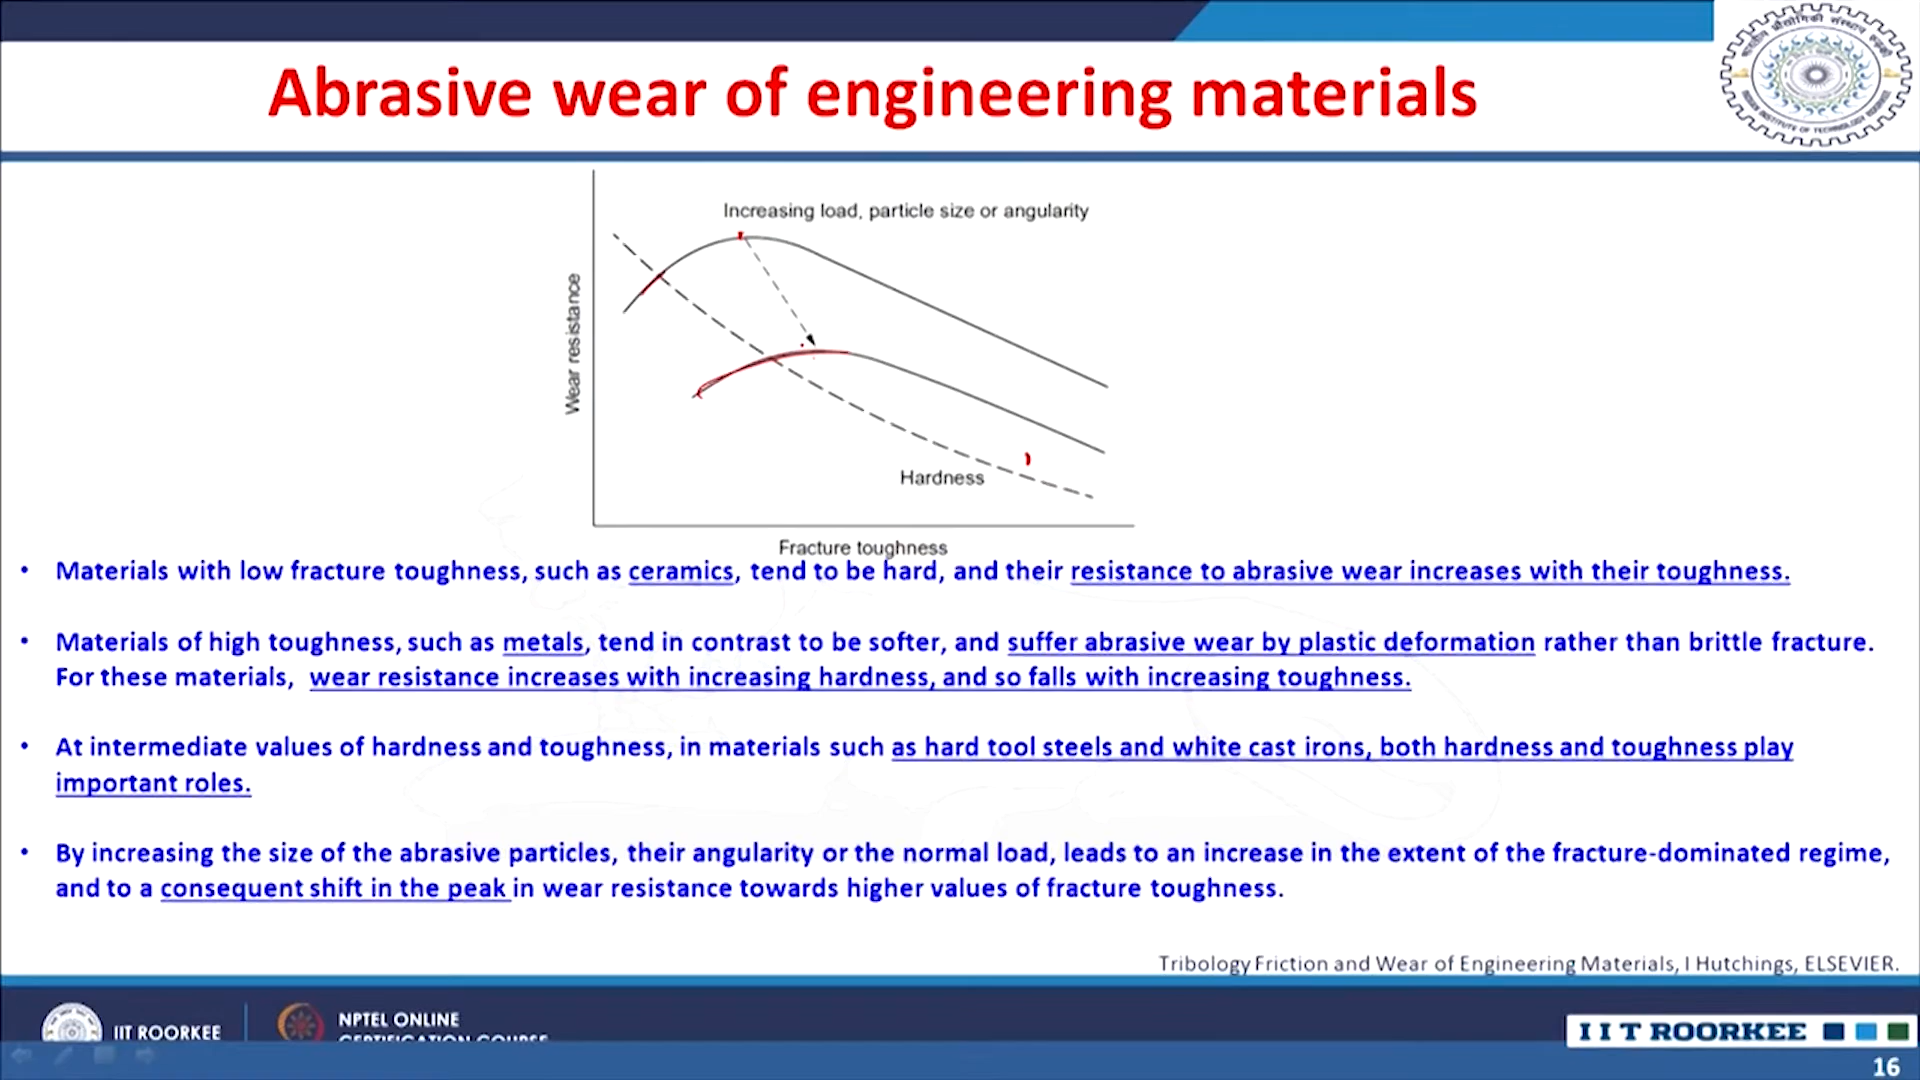 Abrasive wear of engineering materials
Increasing load, particle size or angularity
Wear resistance
Hardness
Fracture toughness
• Materials with low fracture toughness, such as ceramics, tend to be hard, and their resistance to abrasive wear increases with their toughness.
• Materials of high toughness, such as metals, tend in contrast to be softer, and suffer abrasive wear by plastic deformation rather than brittle fracture.
For these materials, wear resistance increases with increasing hardness, and so falls with increasing toughness.
• At intermediate values of hardness and toughness, in materials such as hard tool steels and white cast irons, both hardness and toughness play
important roles.
• By increasing the size of the abrasive particles, their angularity or the normal load, leads to an increase in the extent of the fracture-dominated regime,
and to a consequent shift in the peak in wear resistance towards higher values of fracture toughness.
Tribology Friction and Wear of Engineering Materials, I Hutchings, ELSEVIER.
IIT ROORKEE
NPTEL ONLINE
CERTIFICATION COURSE
IIT ROORKEE
16